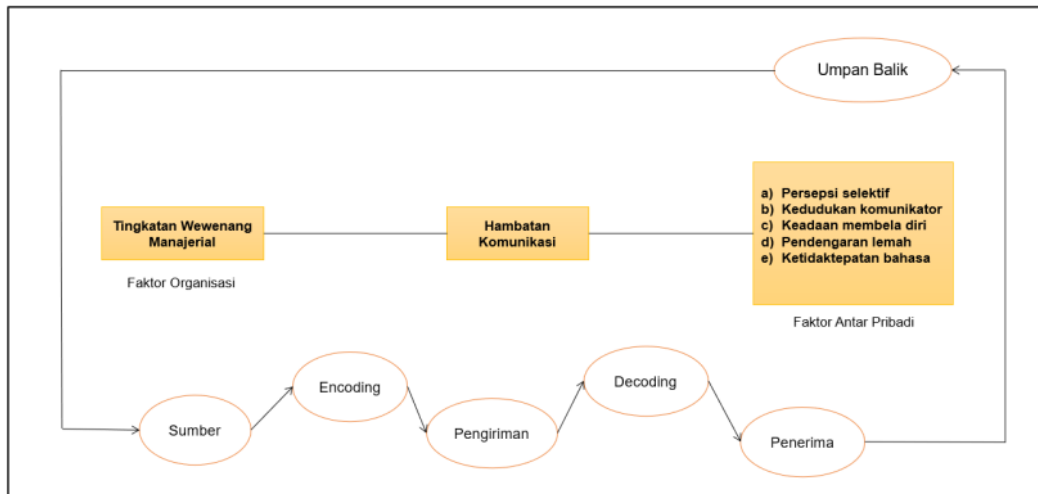 Umpan Balik
Tingkatan Wewenang
Manajerial
Faktor Organisasi
Hambatan
Komunikasi
a) Persepsi selektif
b) Kedudukan komunikator
c) Keadaan membela diri
d) Pendengaran lemah
e) Ketidaktepatan bahasa
Faktor Antar Pribadi
Sumber
Encoding
Pengiriman
Decoding
Penerima